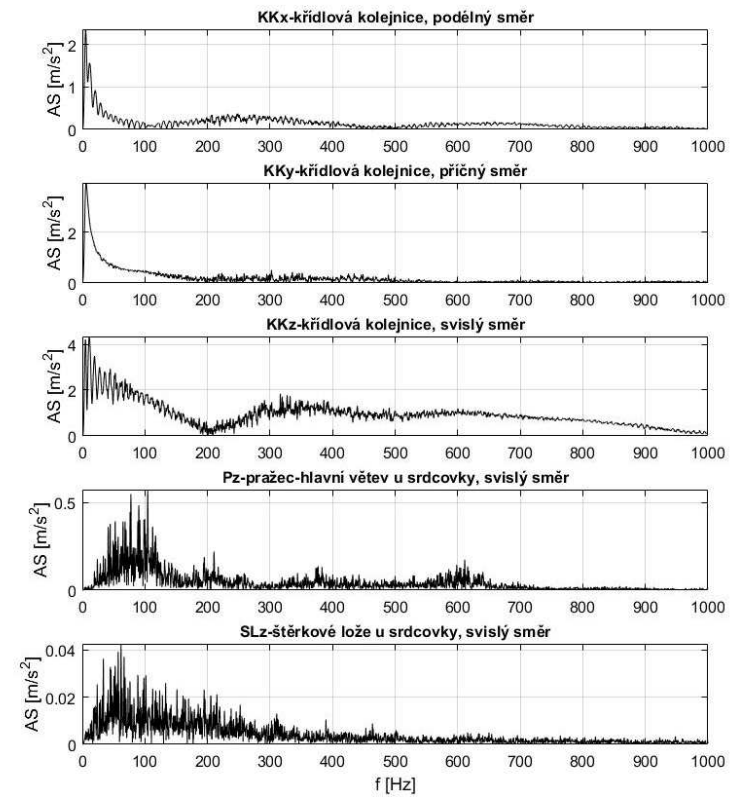 KKx-křídlová kolejnice, podélný směr
AS [m/s²]
2
1
0
0 100 200 300 400 500 600 700 800 900 1000
KKy-křídlová kolejnice, příčný směr
AS [m/s²]
2
0
0 100 200 300 400 500 600 700 800 900 1000
KKz-křídlová kolejnice, svislý směr
AS [m/s²]
4
2
0
0 100 200 300 400 500 600 700 800 900 1000
Pz-pražec-hlavní větev u srdcovky, svislý směr
AS [m/s²]
0.5
0
0 100 200 300 400 500 600 700 800 900 1000
SLz-štěrkové lože u srdcovky, svislý směr
AS [m/s²]
0.04
0.02
0
0 100 200 300 400 500 600 700 800 900 1000
f [Hz]